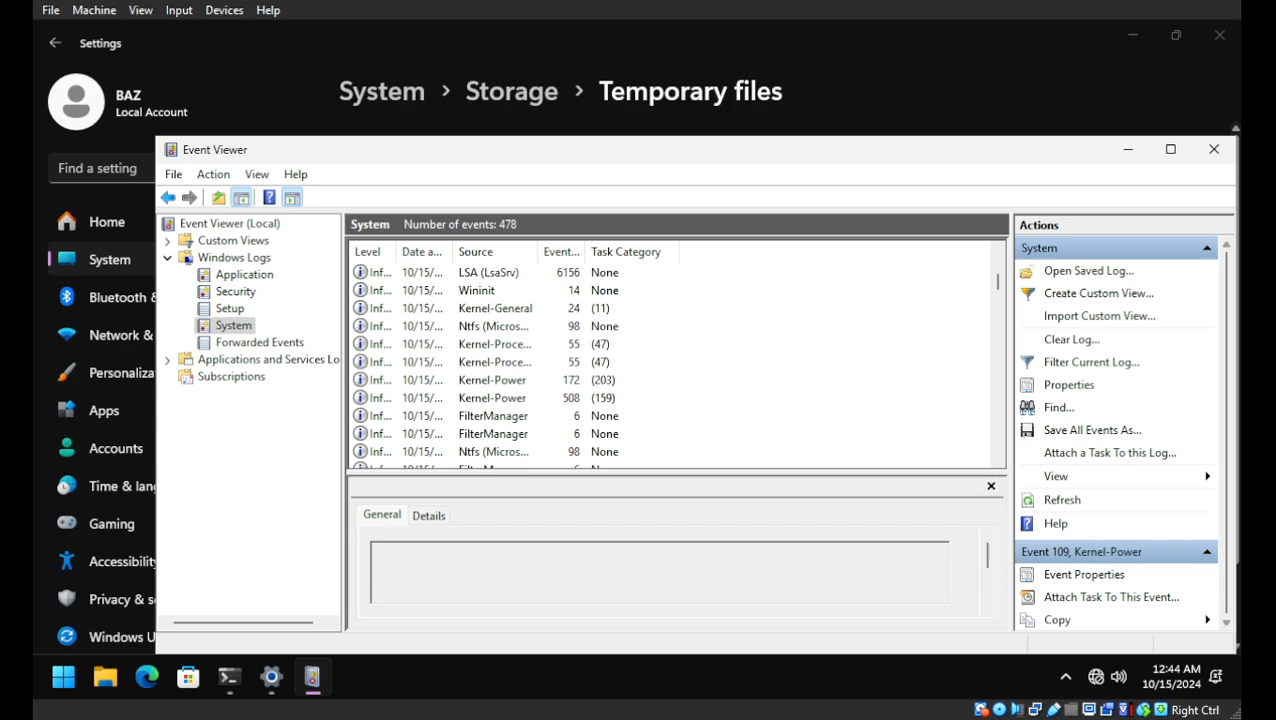 File Machine View Input Devices Help
Settings
BAZ
Local Account
System > Storage > Temporary files
Find a setting
Home
System
Bluetooth &
Network &
Personaliza
Apps
Accounts
Time & lang
Gaming
Accessibility
Privacy & s
Windows U
Event Viewer
File Action View Help
Event Viewer (Local)
Custom Views
Windows Logs
Application
Security
Setup
System
Forwarded Events
Applications and Services Lo
Subscriptions
System Number of events: 478
Level Date a... Source Event... Task Category
Inf... 10/15/... LSA (LsaSrv) 6156 None
Inf... 10/15/... Wininit 14 None
Inf... 10/15/... Kernel-General 24 (11)
Inf... 10/15/... Ntfs (Micros... 98 None
Inf... 10/15/... Kernel-Proce... 55 (47)
Inf... 10/15/... Kernel-Proce... 55 (47)
Inf... 10/15/... Kernel-Power 172 (203)
Inf... 10/15/... Kernel-Power 508 (159)
Inf... 10/15/... FilterManager 6 None
Inf... 10/15/... FilterManager 6 None
Inf... 10/15/... Ntfs (Micros... 98 None
General Details
Actions
System
Open Saved Log...
Create Custom View...
Import Custom View...
Clear Log...
Filter Current Log...
Properties
Find...
Save All Events As...
Attach a Task To this Log...
View
Refresh
Help
Event 109, Kernel-Power
Event Properties
Attach Task To This Event...
Copy
12:44 AM
10/15/2024
Right Ctrl